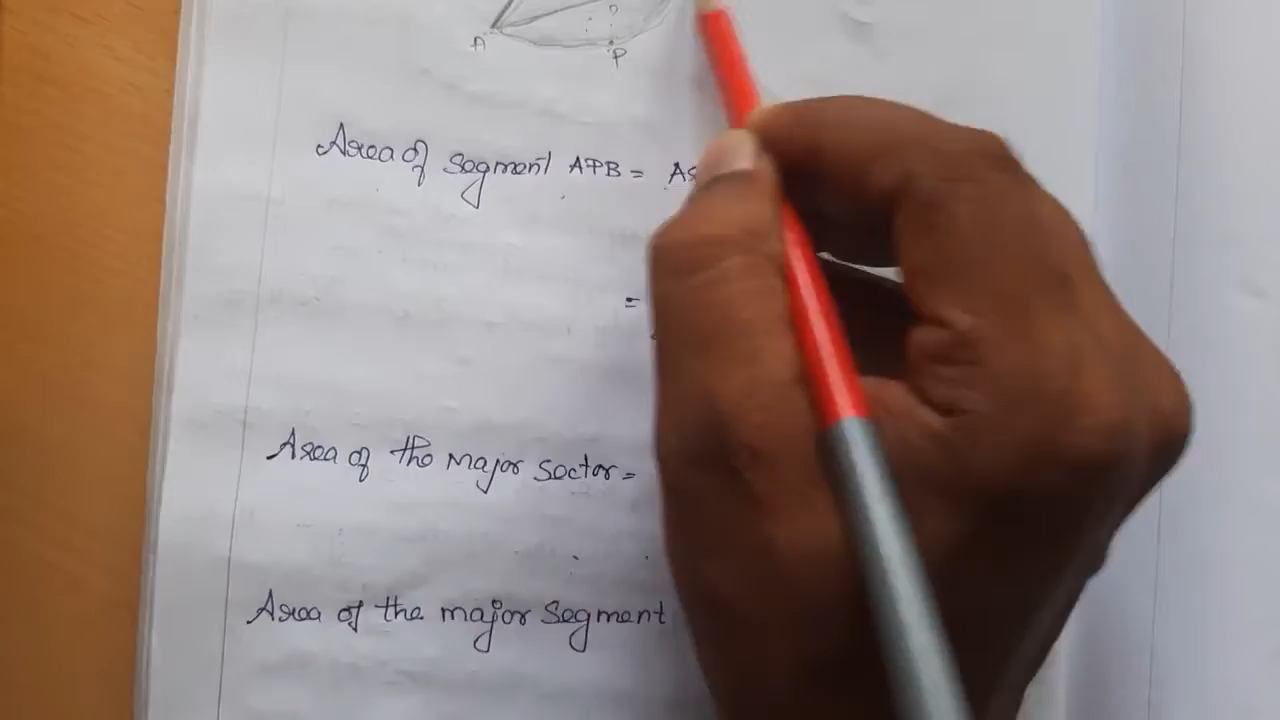 A
P
Area of segment APB =
=
Area of the major sector =
Area of the major segment